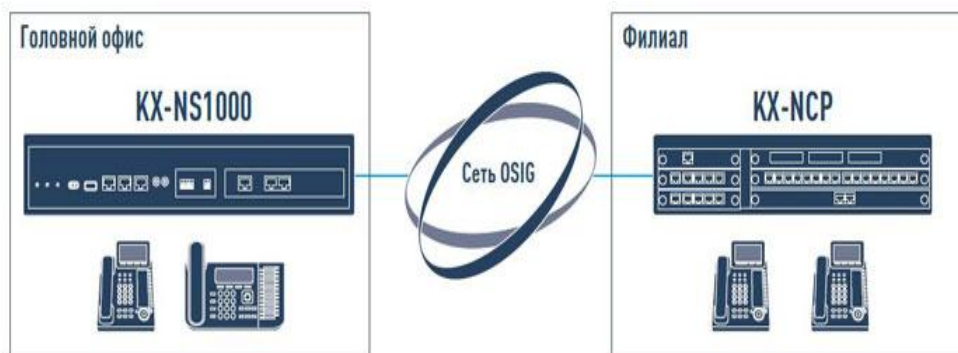 Головной офис
KX-NS1000
Сеть OSIG
Филиал
KX-NCP